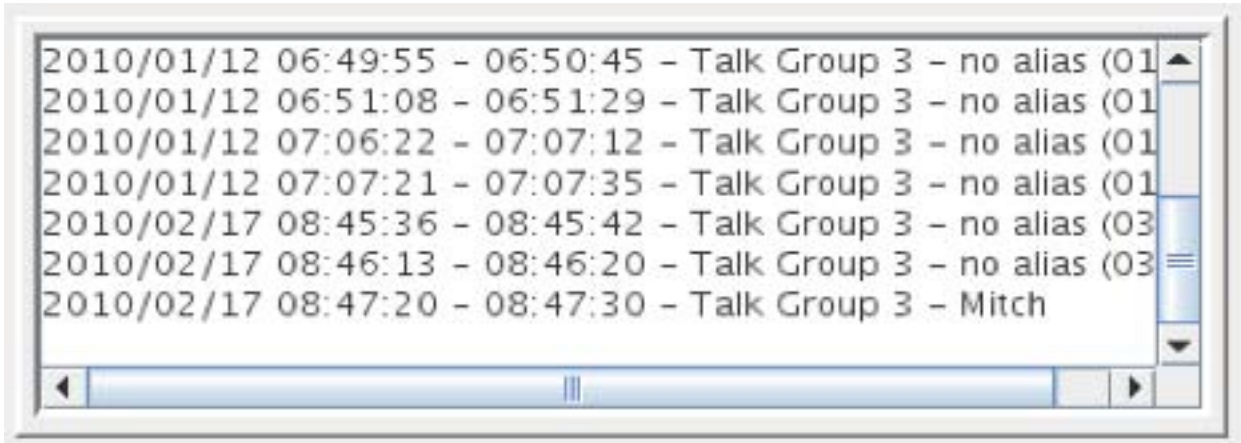 2010/01/12 06:49:55 – 06:50:45 – Talk Group 3 – no alias (01
2010/01/12 06:51:08 – 06:51:29 – Talk Group 3 – no alias (01
2010/01/12 07:06:22 – 07:07:12 – Talk Group 3 – no alias (01
2010/01/12 07:07:21 – 07:07:35 – Talk Group 3 – no alias (01
2010/02/17 08:45:36 – 08:45:42 – Talk Group 3 – no alias (03
2010/02/17 08:46:13 – 08:46:20 – Talk Group 3 – no alias (03
2010/02/17 08:47:20 – 08:47:30 – Talk Group 3 – Mitch